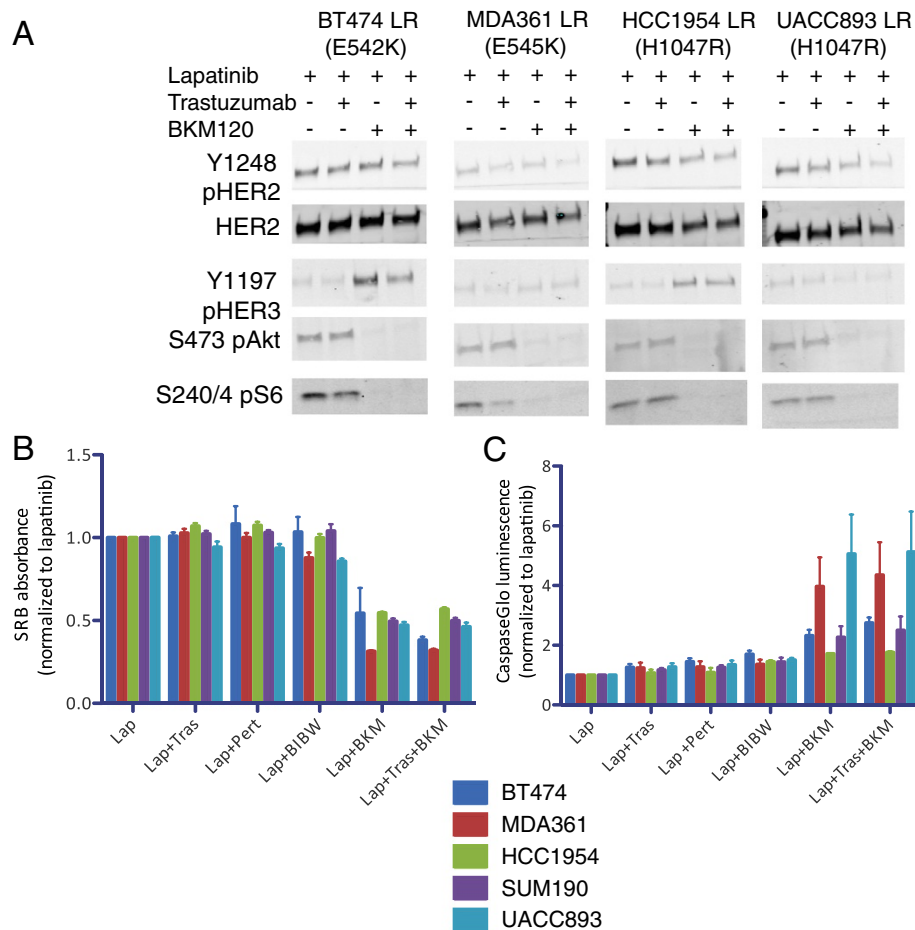 A
BT474 LR
(E542K)
MDA361 LR
(E545K)
HCC1954 LR
(H1047R)
UACC893 LR
(H1047R)
Lapatinib + + + + + + + + + + + + + + + +
Trastuzumab - + - + - + - + - + - + - + - +
BKM120 - - + + - - + + - - + + - - + +
Y1248
pHER2
HER2
Y1197
pHER3
S473 pAkt
S240/4 pS6
B
SRB absorbance
(normalized to lapatinib)
1.5
1.0
0.5
0.0
Lap
Lap+Tras
Lap+Pert
Lap+BIBW
Lap+BKM
Lap+Tras+BKM
C
CaspaseGlo luminescence
(normalized to lapatinib)
8
6
4
2
0
Lap
Lap+Tras
Lap +Pert
Lap+BIBW
Lap+BKM
Lap+Tras+BKM
BT474
MDA361
HCC1954
SUM190
UACC893